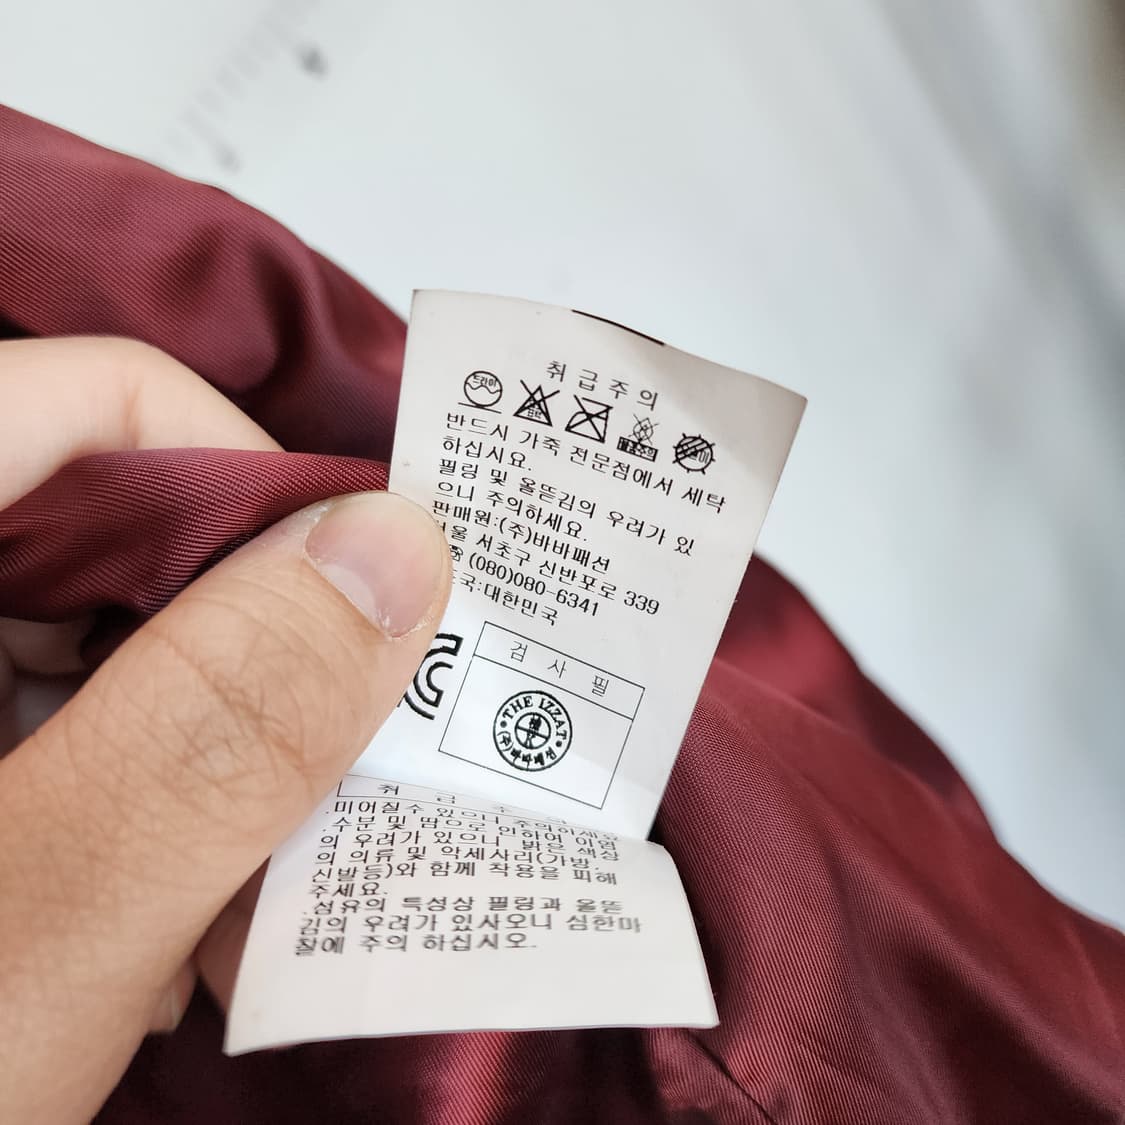 취급주의
드라이
반드시 가죽 전문점에서 세탁
하십시요.
필링 및 올뜯김의 우려가 있
으니 주의하세요.
판매원:(주)바바패션
서울 서초구 신반포로 339
(080)080-6341
국:대한민국
검사필
THE IZZAT
(주)바바패션
취 급 주
.미어질수 있으니 주의하세요
.수분 및 땀으로 인하여 이염
의 우려가 있으니 밝은 색상
의 의류 및 악세사리(가방,
신발등)와 함께 착용을 피해
주세요.
.섬유의 특성상 필링과 올뜯
김의 우려가 있사오니 심한마
찰에 주의 하십시오.